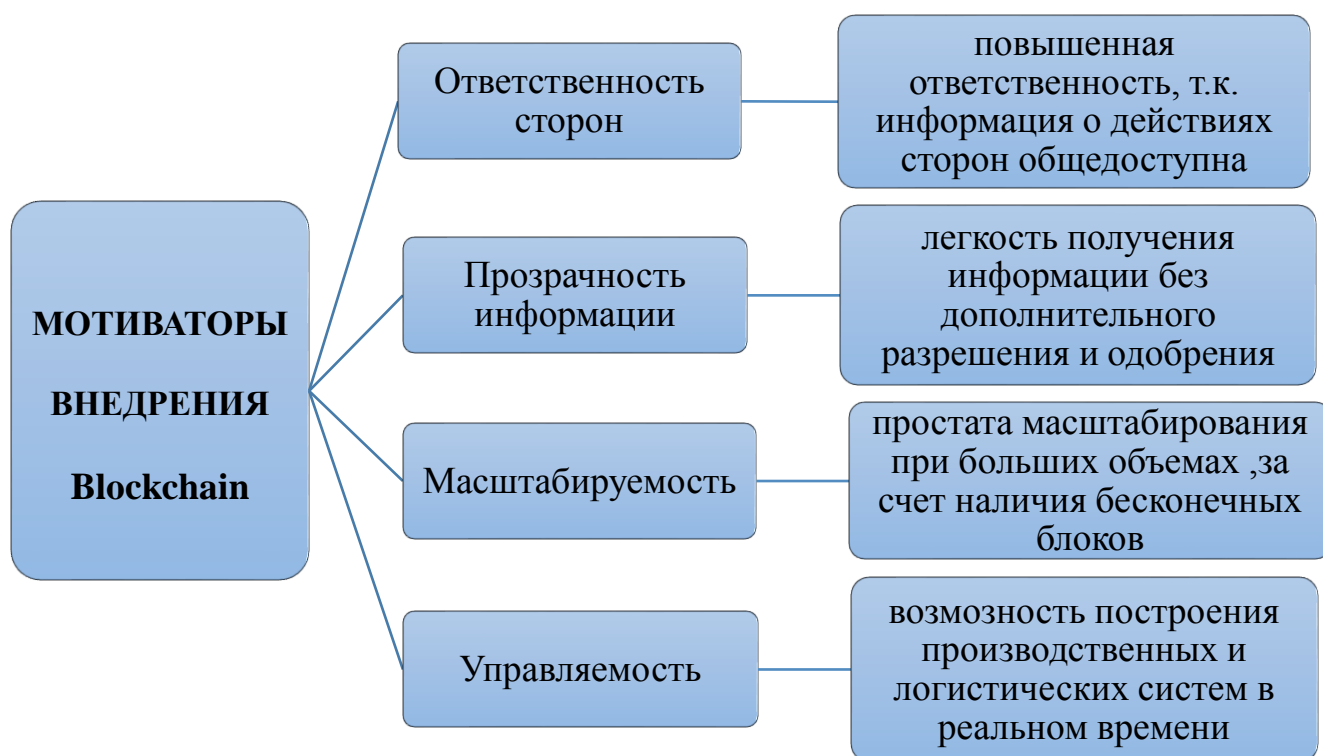 МОТИВАТОРЫ
ВНЕДРЕНИЯ
Blockchain
Ответственность
сторон
повышенная
ответственность, т.к.
информация о действиях
сторон общедоступна
Прозрачность
информации
легкость получения
информации без
дополнительного
разрешения и одобрения
Масштабируемость
простата масштабирования
при больших объемах ,за
счет наличия бесконечных
блоков
Управляемость
возможность построения
производственных и
логистических систем в
реальном времени